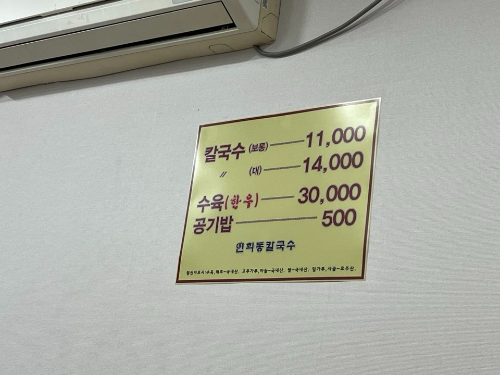 칼국수 (보통) 11,000
〃 (대) 14,000
수육(한우) 30,000
공기밥 500
연희동칼국수